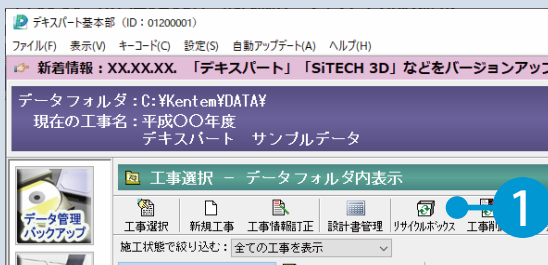 デキスパート基本部 (ID : 01200001)
ファイル(F) 表示(V) キーコード(C) 設定(S) 自動アップデート(A) ヘルプ(H)
新着情報：XX.XX.XX. 「デキスパート」「SiTECH 3D」などをバージョンアップ
データフォルダ：C:¥Kentem¥DATA¥
現在の工事名：平成〇〇年度
デキスパート サンプルデータ
データ管理
バックアップ
工事選択 － データフォルダ内表示
工事選択 新規工事 工事情報訂正 設計書管理 リサイクルボックス 工事削
1
施工状態で絞り込む： 全ての工事を表示